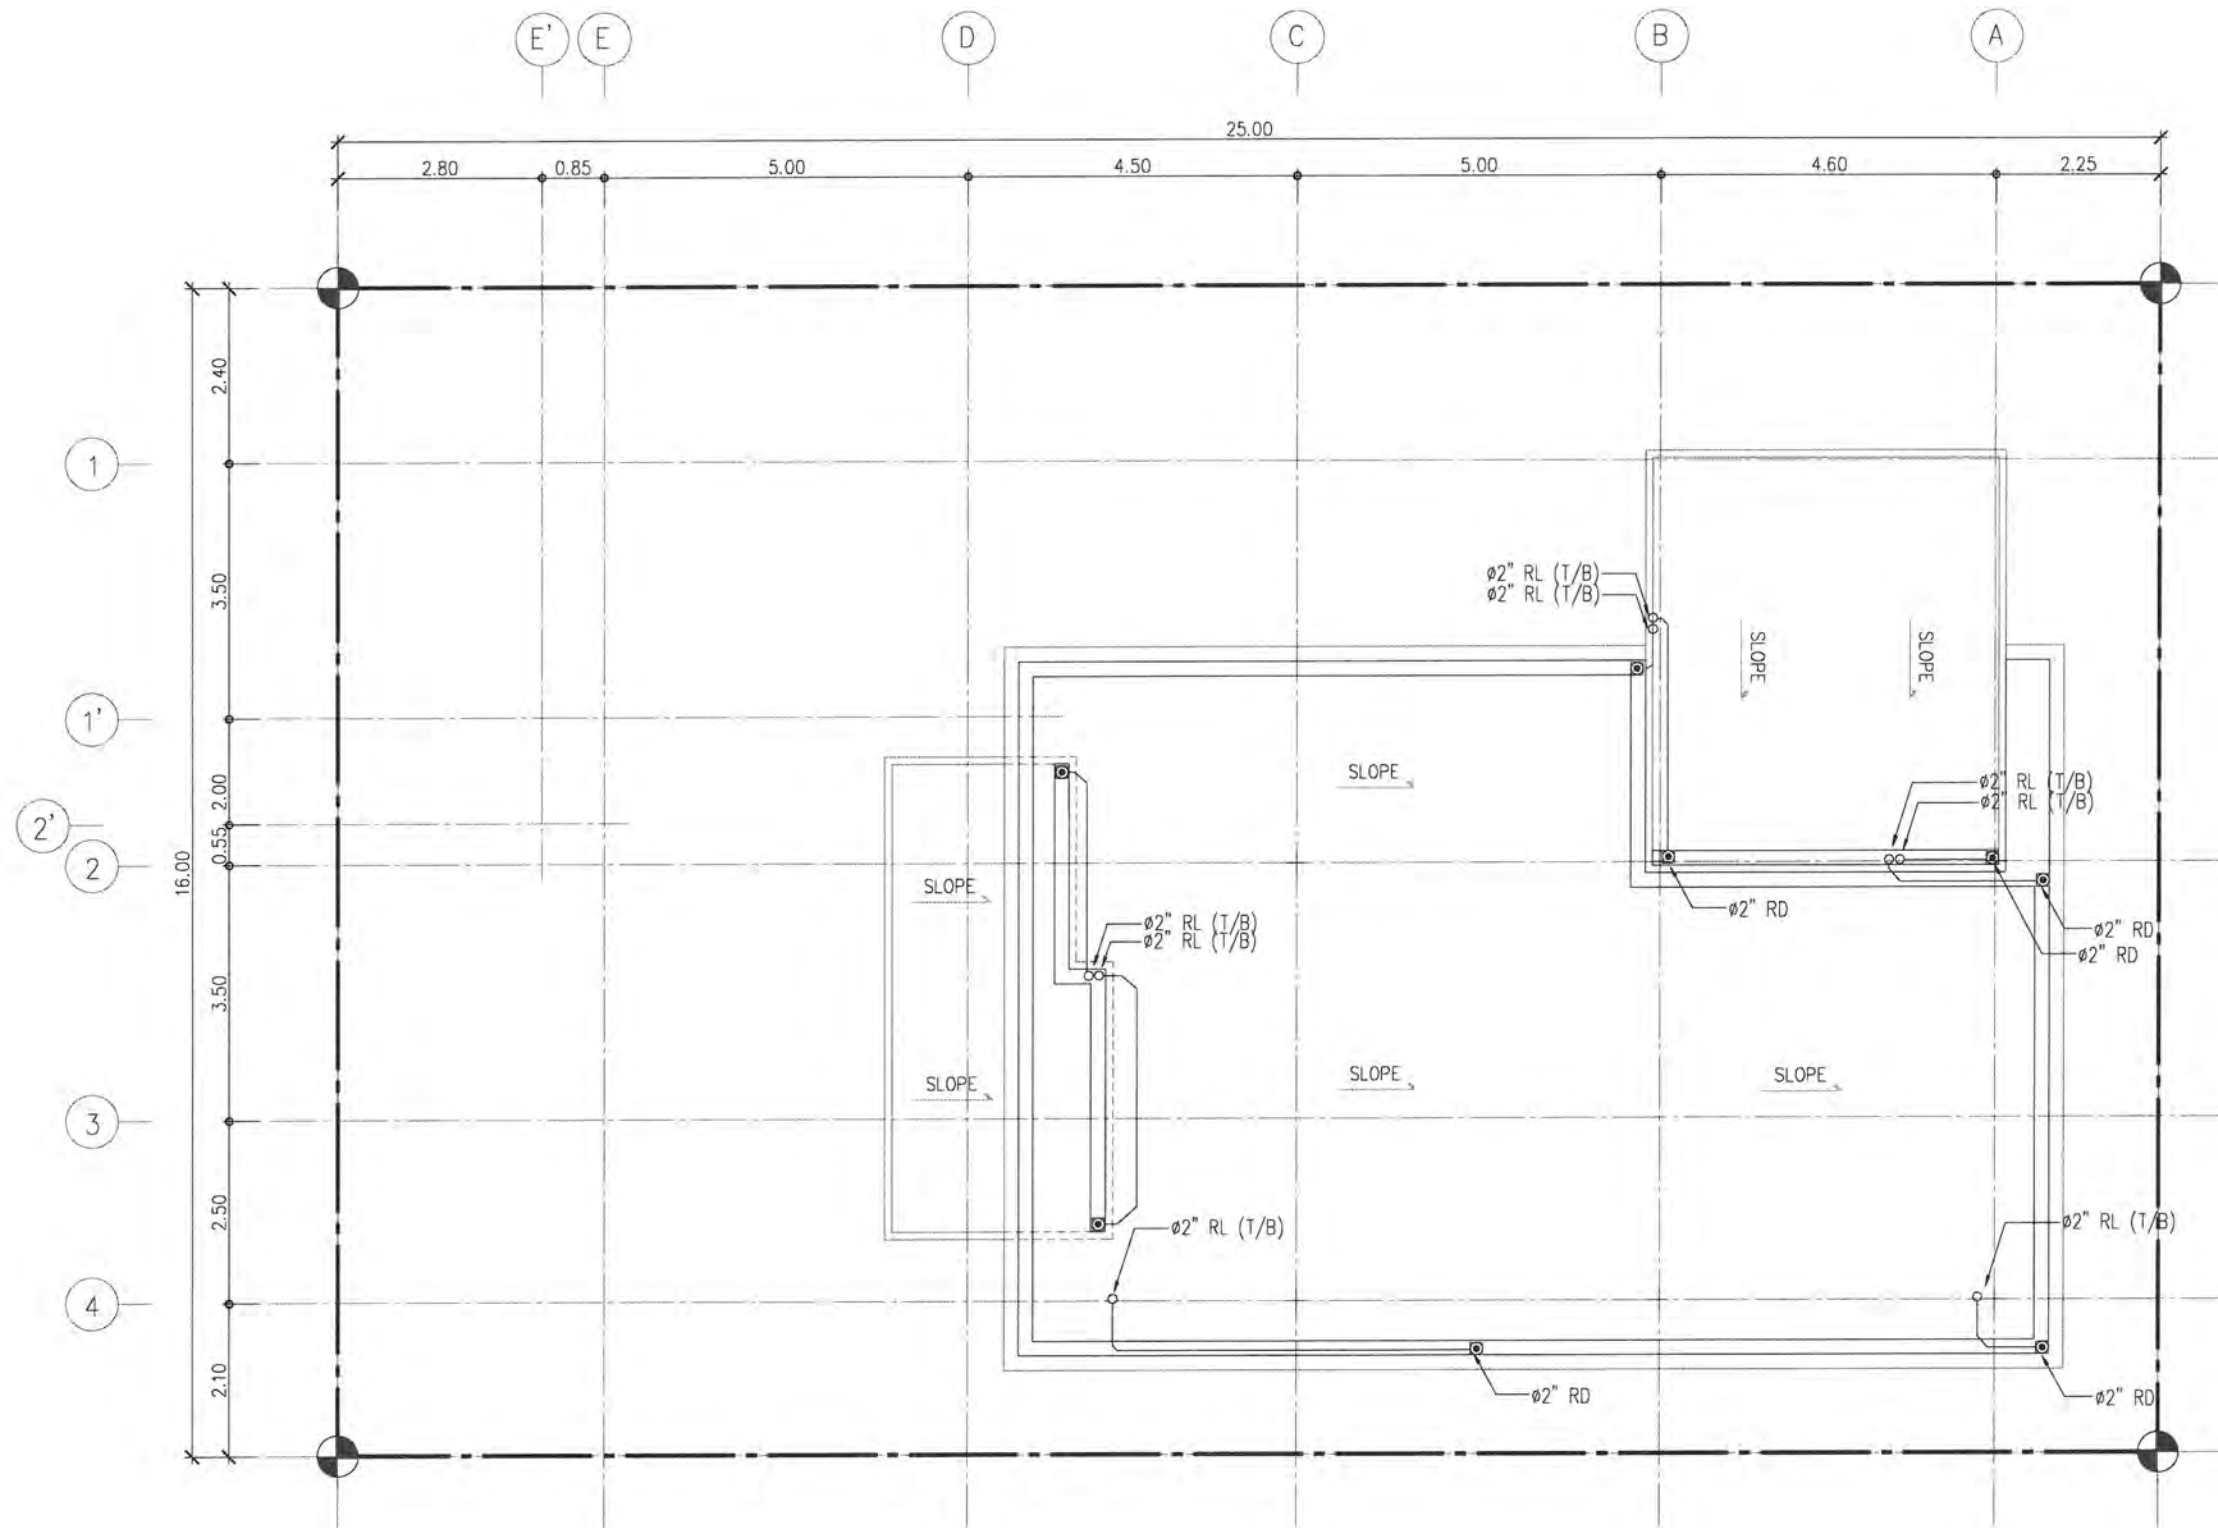 E'
E
D
C
B
A
25.00
2.80
0.85
5.00
4.50
5.00
4.60
2.25
2.40
1
ø2" RL (T/B)
ø2" RL (T/B)
3.50
SLOPE
SLOPE
1'
SLOPE
2.00
ø2" RL (T/B)
ø2" RL (T/B)
2'
0.55
16.00
2
SLOPE
ø2" RD
ø2" RL (T/B)
ø2" RL (T/B)
ø2" RD
ø2" RD
3.50
SLOPE
SLOPE
SLOPE
3
2.50
ø2" RL (T/B)
ø2" RL (T/B)
4
2.10
ø2" RD
ø2" RD